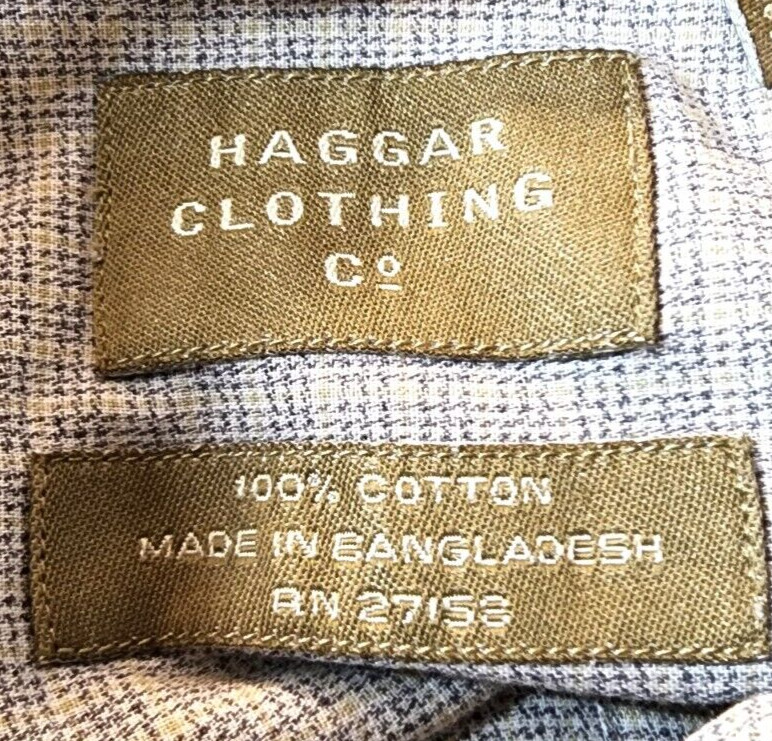 HAGGAR
CLOTHING
Cº
100% COTTON
MADE IN BANGLADESH
RN 27158